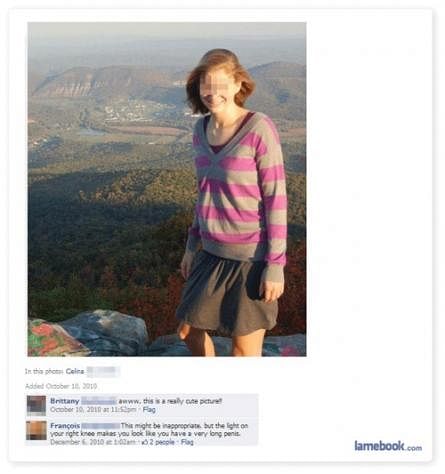 In this photo: Celna
Added October 10, 2010
Brittany awww, this is a really cute picture!!
October 10, 2010 at 11:52pm · Flag
François This might be inappropriate, but the light on
your right knee makes you look like you have a very long penis.
December 6, 2010 at 1:02am · 2 people · Flag
lamebook.com